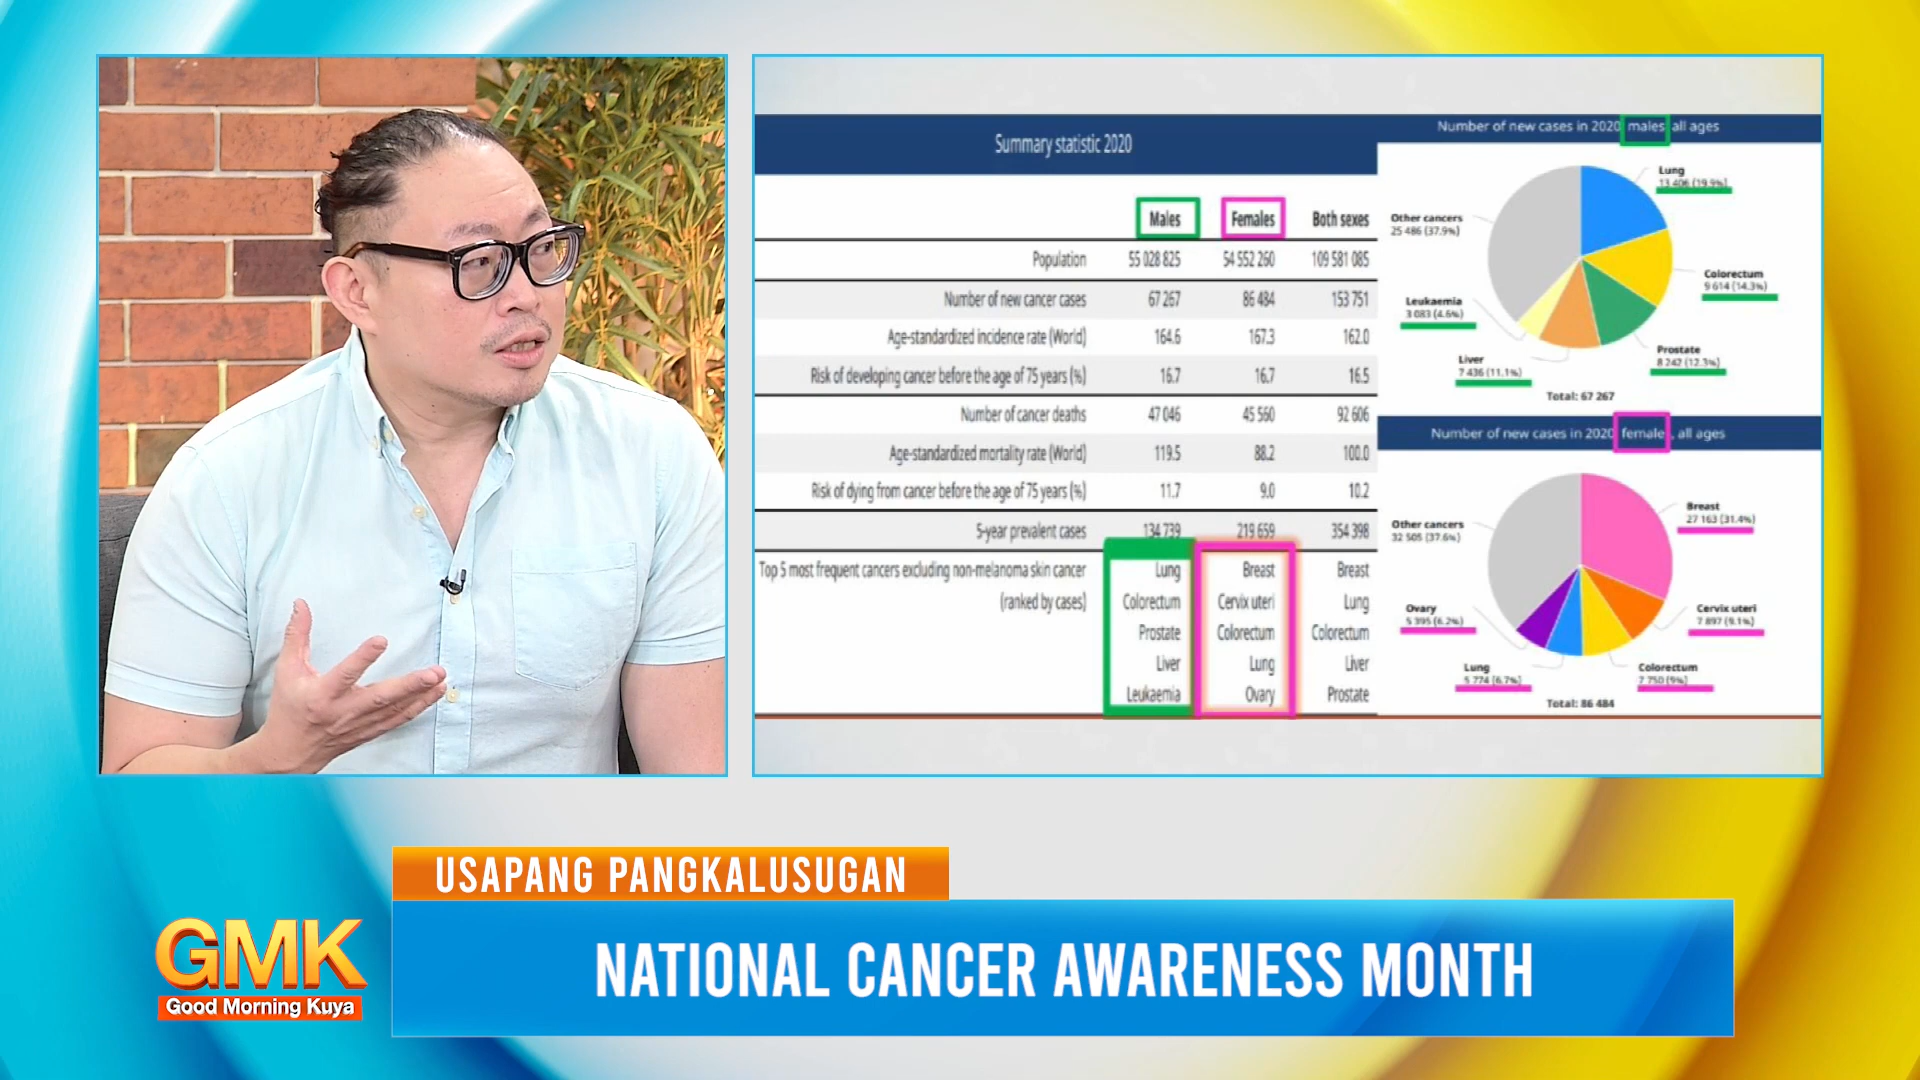 Summary statistic 2020
Males Females Both sexes
Population 55 028 825 54 552 260 109 581 085
Number of new cancer cases 67 267 86 484 153 751
Age-standardized incidence rate (World) 164.6 167.3 162.0
Risk of developing cancer before the age of 75 years (%) 16.7 16.7 16.5
Number of cancer deaths 47 046 45 560 92 606
Age-standardized mortality rate (World) 119.5 88.2 100.0
Risk of dying from cancer before the age of 75 years (%) 11.7 9.0 10.2
5-year prevalent cases 134 739 219 659 354 398
Top 5 most frequent cancers excluding non-melanoma skin cancer Lung Breast Breast
(ranked by cases) Colorectum Cervix uteri Lung
Prostate Colorectum Colorectum
Liver Lung Liver
Leukaemia Ovary Prostate
Number of new cases in 2020 males all ages
Lung
13 406 (19.9%)
Other cancers
25 486 (37.9%)
Colorectum
9 614 (14.3%)
Leukaemia
3 083 (4.6%)
Prostate
8 242 (12.3%)
Liver
7 436 (11.1%)
Total: 67 267
Number of new cases in 2020 female , all ages
Breast
27 163 (31.4%)
Other cancers
32 505 (37.6%)
Ovary
5 395 (6.2%)
Cervix uteri
7 897 (9.1%)
Lung
5 774 (6.7%)
Colorectum
7 750 (9%)
Total: 86 484
USAPANG PANGKALUSUGAN
NATIONAL CANCER AWARENESS MONTH
GMK
Good Morning Kuya